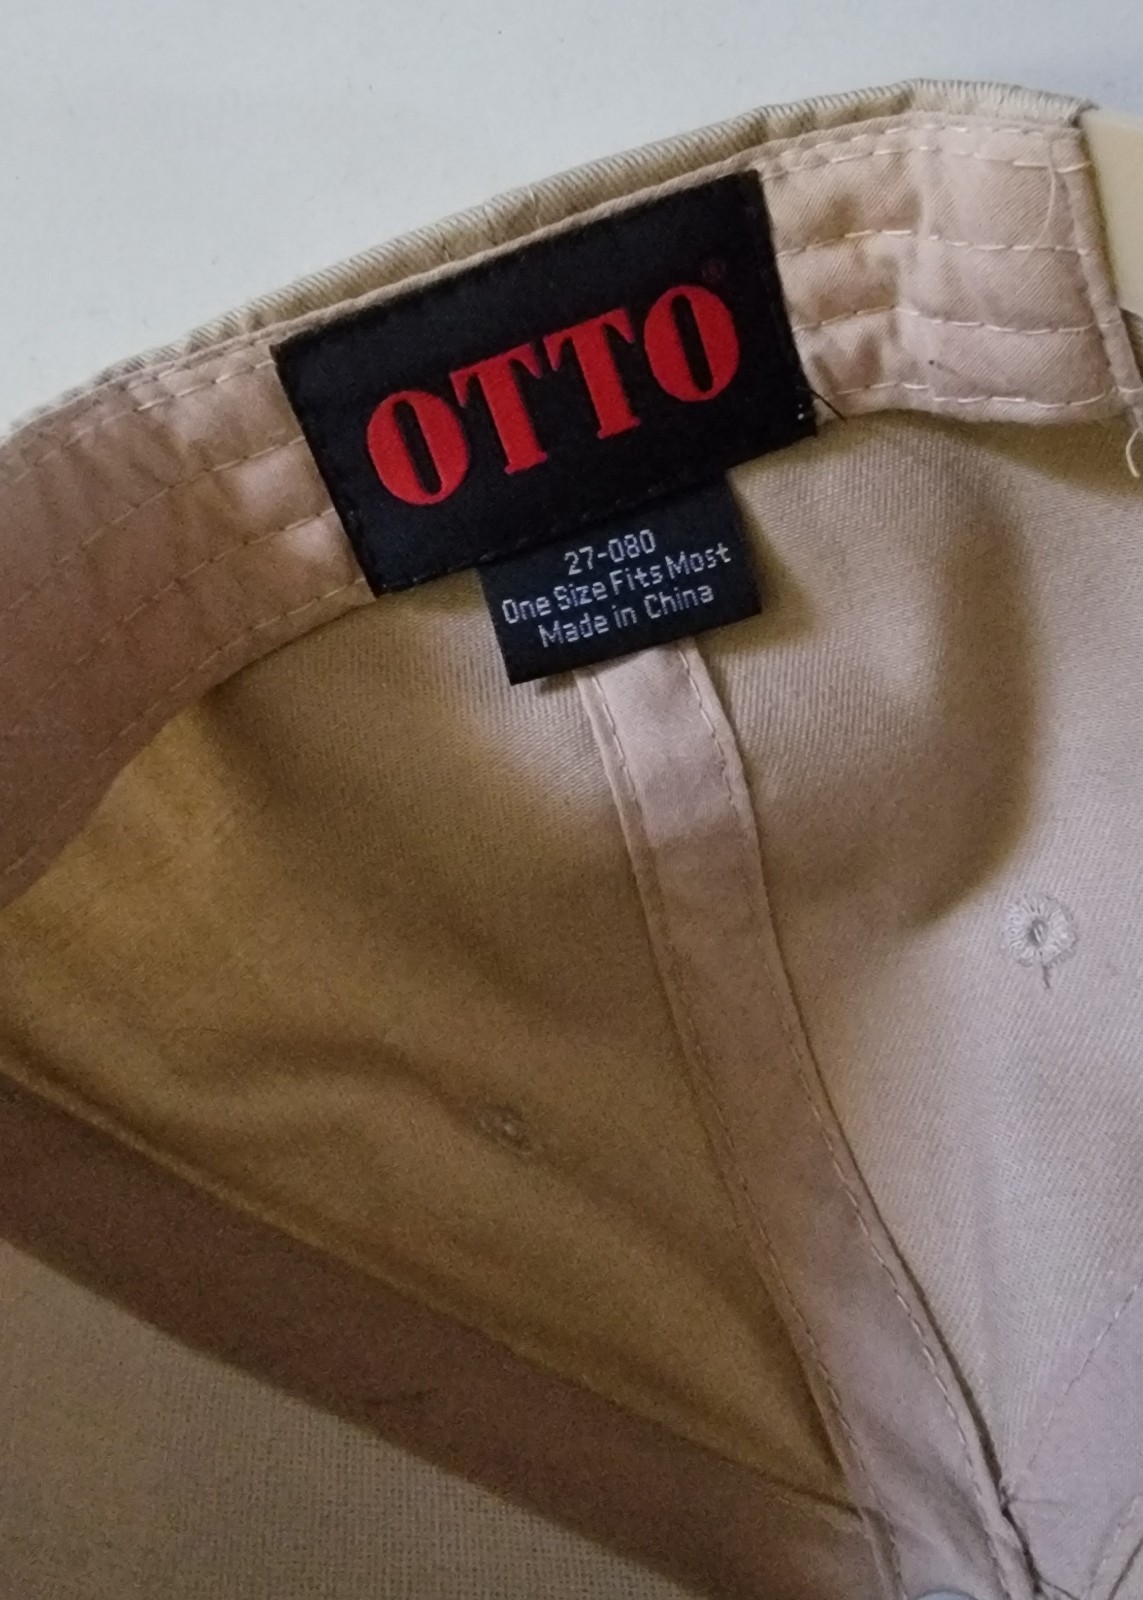 OTTO®
27-080
One Size Fits Most
Made in China